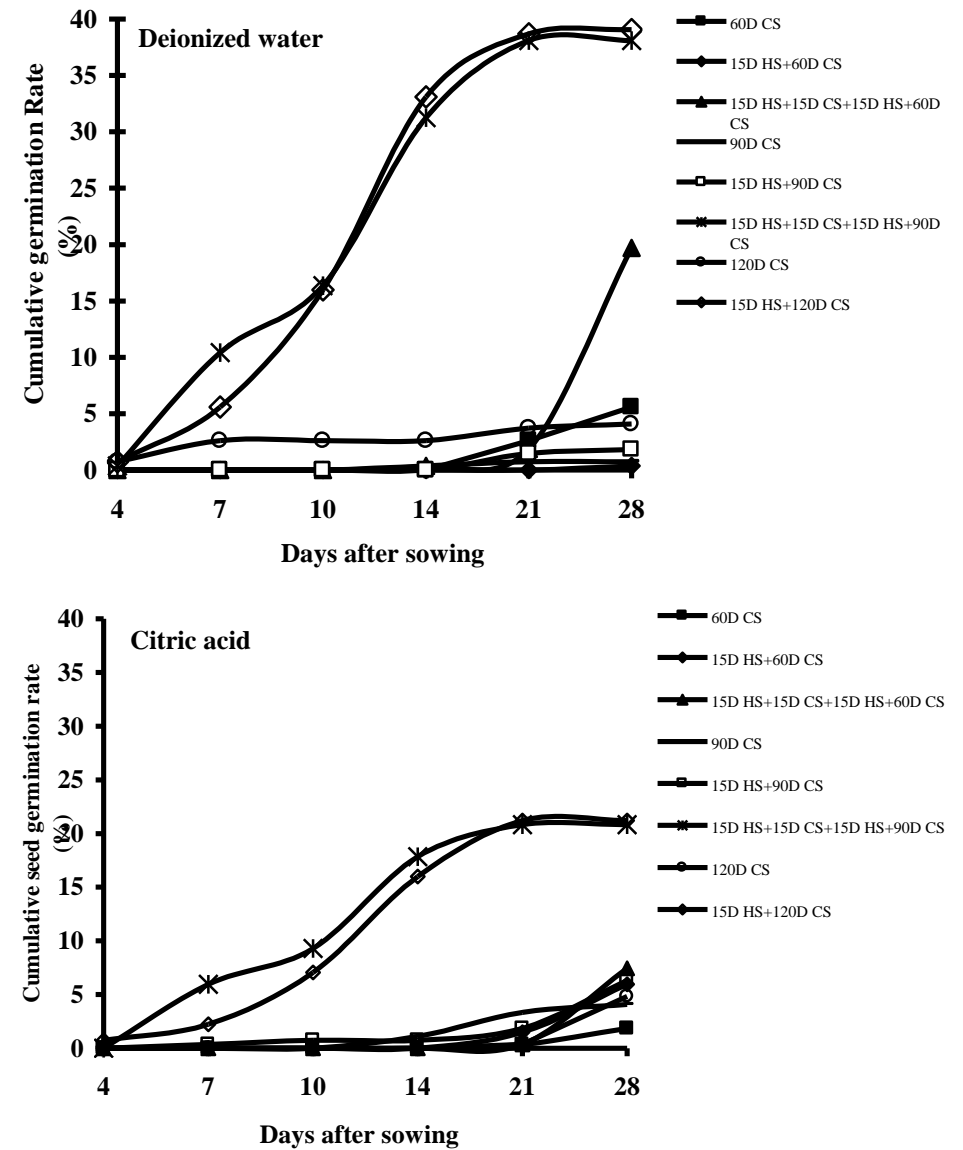 Deionized water
Cumulative germination Rate
(%)
40
35
30
25
20
15
10
5
0
4 7 10 14 21 28
Days after sowing
60D CS
15D HS+60D CS
15D HS+15D CS+15D HS+60D
CS
90D CS
15D HS+90D CS
15D HS+15D CS+15D HS+90D
CS
120D CS
15D HS+120D CS
Citric acid
Cumulative seed germination rate
(%)
40
35
30
25
20
15
10
5
0
4 7 10 14 21 28
Days after sowing
60D CS
15D HS+60D CS
15D HS+15D CS+15D HS+60D CS
90D CS
15D HS+90D CS
15D HS+15D CS+15D HS+90D CS
120D CS
15D HS+120D CS